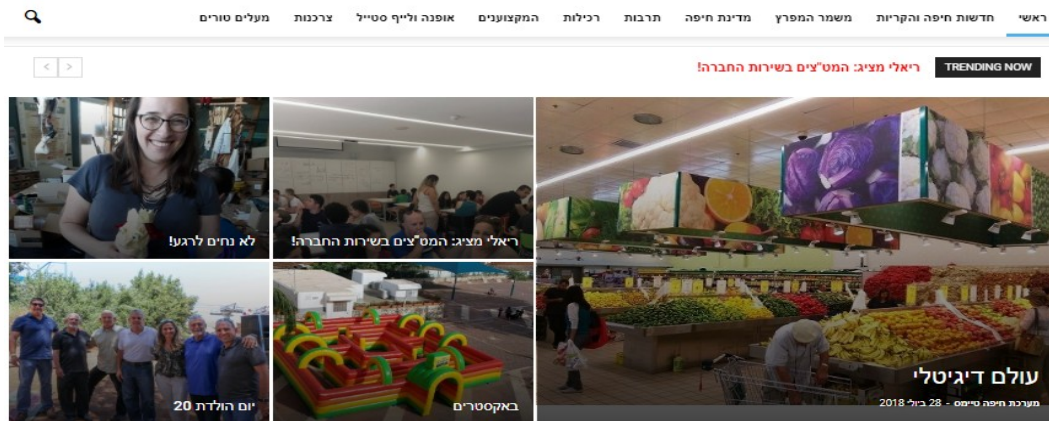 ראשי
חדשות חיפה והקריות
משמר המפרץ
מדינת חיפה
תרבות
רכילות
המקצוענים
אופנה ולייף סטייל
צרכנות
מעלים טורים
TRENDING NOW
ריאלי מציג: המט"צים בשירות החברה!
עולם דיגיטלי
מערכת חיפה טיימס - 28 ביולי 2018
ריאלי מציג: המט"צים בשירות החברה!
לא נחים לרגע!
באקסטרים
יום הולדת 20